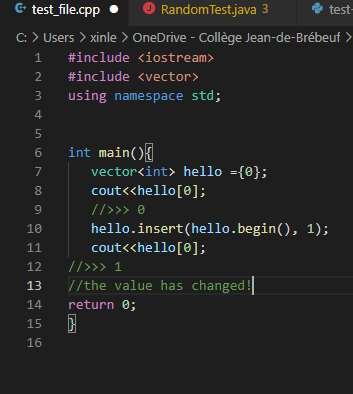 test_file.cpp ● RandomTest.java 3 test-
C: > Users > xinle > OneDrive - Collège Jean-de-Brébeuf >
1 #include <iostream>
2 #include <vector>
3 using namespace std;
4
5
6 int main(){
7 vector<int> hello ={0};
8 cout<<hello[0];
9 //>>> 0
10 hello.insert(hello.begin(), 1);
11 cout<<hello[0];
12 //>>> 1
13 //the value has changed!
14 return 0;
15 }
16